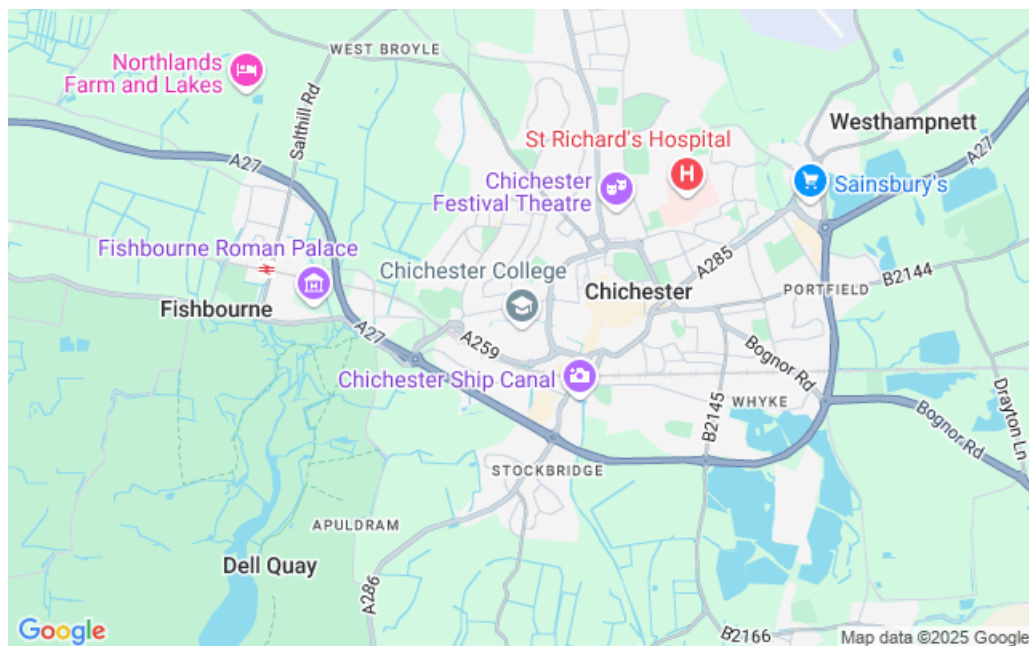 WEST BROYLE
Northlands
Farm and Lakes
Salthill Rd
A27
St Richard's Hospital
H
Westhampnett
A27
Sainsbury's
Chichester
Festival Theatre
Fishbourne Roman Palace
Chichester College
A285
B2144
Chichester
PORTFIELD
Fishbourne
A27
A259
Bognor Rd
Chichester Ship Canal
WHYKE
B2145
Drayton Ln
Bognor Rd
STOCKBRIDGE
APULDRAM
Dell Quay
A286
B2166
Google
Map data ©2025 Google